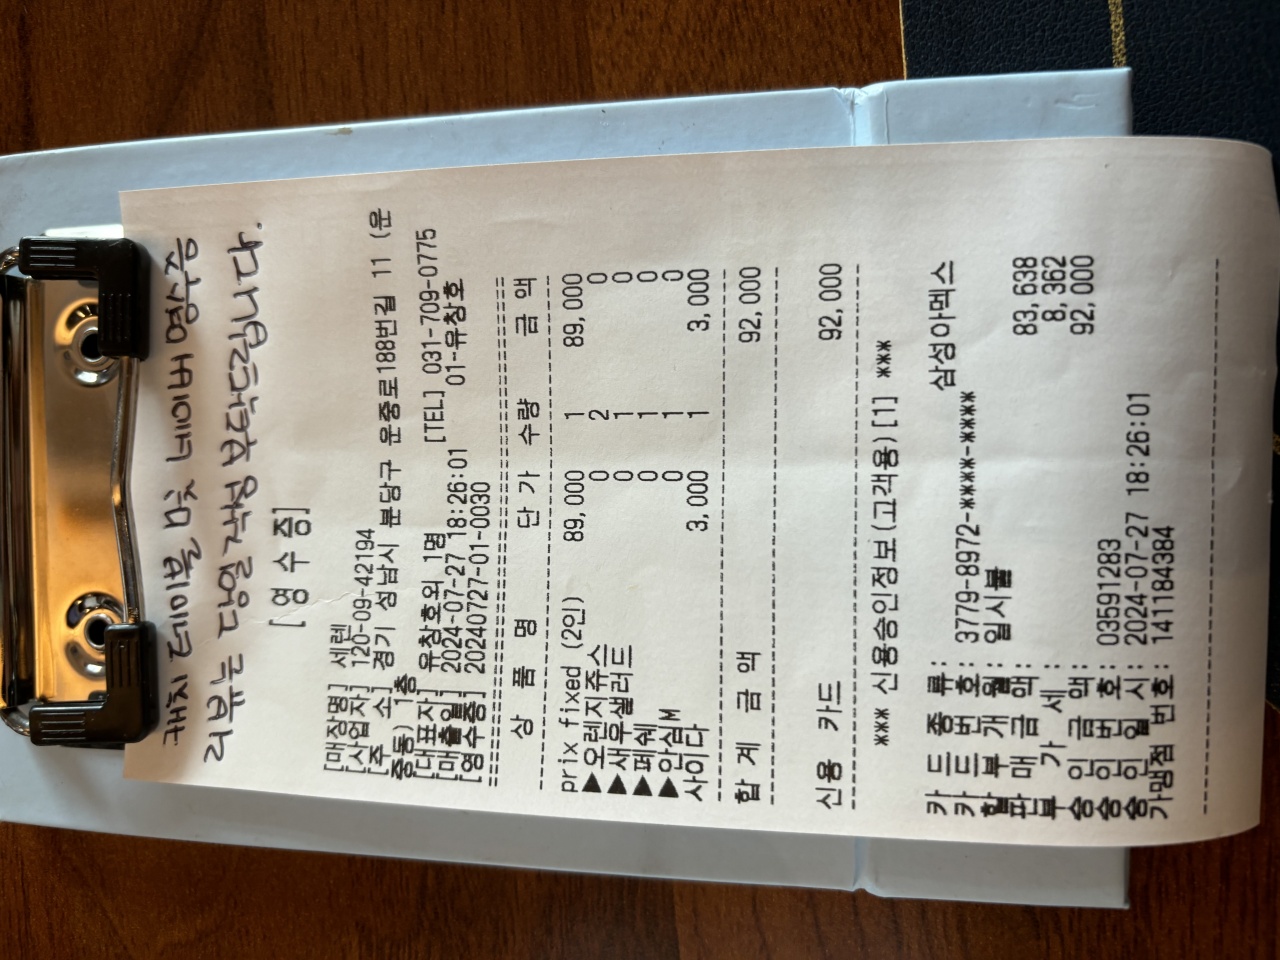 캐치 테이블 및 네이버 영수증
리뷰는 큰 힘이 됩니다.
[영 수 증]
[매장명] 세렌
[사업자] 120-09-42194
[주 소] 경기 성남시 분당구 운중로188번길 11 (운
중동) 1층
[대표자] 유창호외 1명 [TEL] 031-709-0775
[매출일] 2024-07-27 18:26:01 01-유창호
[영수증] 20240727-01-0030
상 품 명 단 가 수량 금 액
prix fixed (2인) 89,000 1 89,000
▶오렌지쥬스 0 2 0
▶새우샐러드 0 1 0
▶퍼쉐 0 1 0
▶안심M 0 1 0
사이다 3,000 1 3,000
합 계 금 액 92,000
신용 카드 92,000
*** 신용승인정보(고객용)[1] ***
카 드 종 류: 삼성아멕스
카 드 번 호: 3779-8972-****-****
할 부 개 월: 일시불
판 매 금 액: 83,638
부 가 세: 8,362
승 인 금 액: 92,000
승 인 번 호: 03591283
승 인 일 시: 2024-07-27 18:26:01
가맹점 번호: 141184384